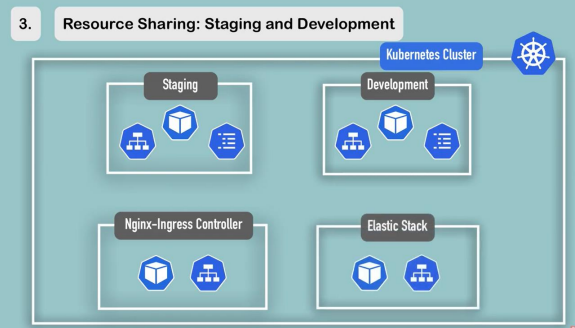 3. Resource Sharing: Staging and Development
Kubernetes Cluster
Staging
Development
Nginx-Ingress Controller
Elastic Stack